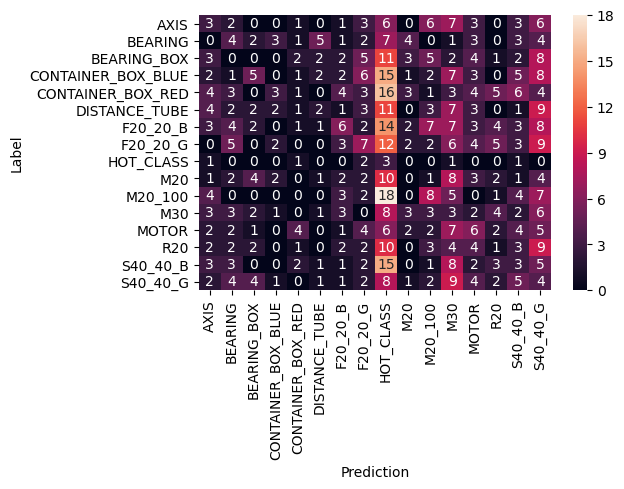 AXIS 3 2 0 0 1 0 1 3 6 0 6 7 3 0 3 6
BEARING 0 4 2 3 1 5 1 2 7 4 0 1 3 0 3 4
BEARING_BOX 3 0 0 0 2 2 2 5 11 3 5 2 4 1 2 8
CONTAINER_BOX_BLUE 2 1 5 0 1 2 2 6 15 1 2 7 3 0 5 8
CONTAINER_BOX_RED 4 3 0 3 1 0 4 3 16 3 1 3 4 5 6 4
DISTANCE_TUBE 4 2 2 2 1 2 1 3 11 0 3 7 3 0 1 9
F20_20_B 3 4 2 0 1 1 6 2 14 2 7 7 3 4 3 8
F20_20_G 0 5 0 2 0 0 3 7 12 2 2 6 4 5 3 9
HOT_CLASS 1 0 0 0 1 0 0 2 3 0 0 1 0 0 1 0
M20 1 2 4 2 0 1 2 2 10 0 1 8 3 2 1 4
M20_100 4 0 0 0 0 0 3 2 18 0 8 5 0 1 4 7
M30 3 3 2 1 0 1 3 0 8 3 3 3 2 4 2 6
MOTOR 2 2 1 0 4 0 1 4 6 2 2 7 6 2 4 5
R20 2 2 2 0 1 0 2 2 10 0 3 4 4 1 3 9
S40_40_B 3 3 0 0 2 1 1 2 15 0 1 8 2 3 3 5
S40_40_G 2 4 4 1 0 1 1 2 8 1 2 9 4 2 5 4
AXIS
BEARING
BEARING_BOX
CONTAINER_BOX_BLUE
CONTAINER_BOX_RED
DISTANCE_TUBE
F20_20_B
F20_20_G
HOT_CLASS
M20
M20_100
M30
MOTOR
R20
S40_40_B
S40_40_G
Label
Prediction
18
15
12
9
6
3
0